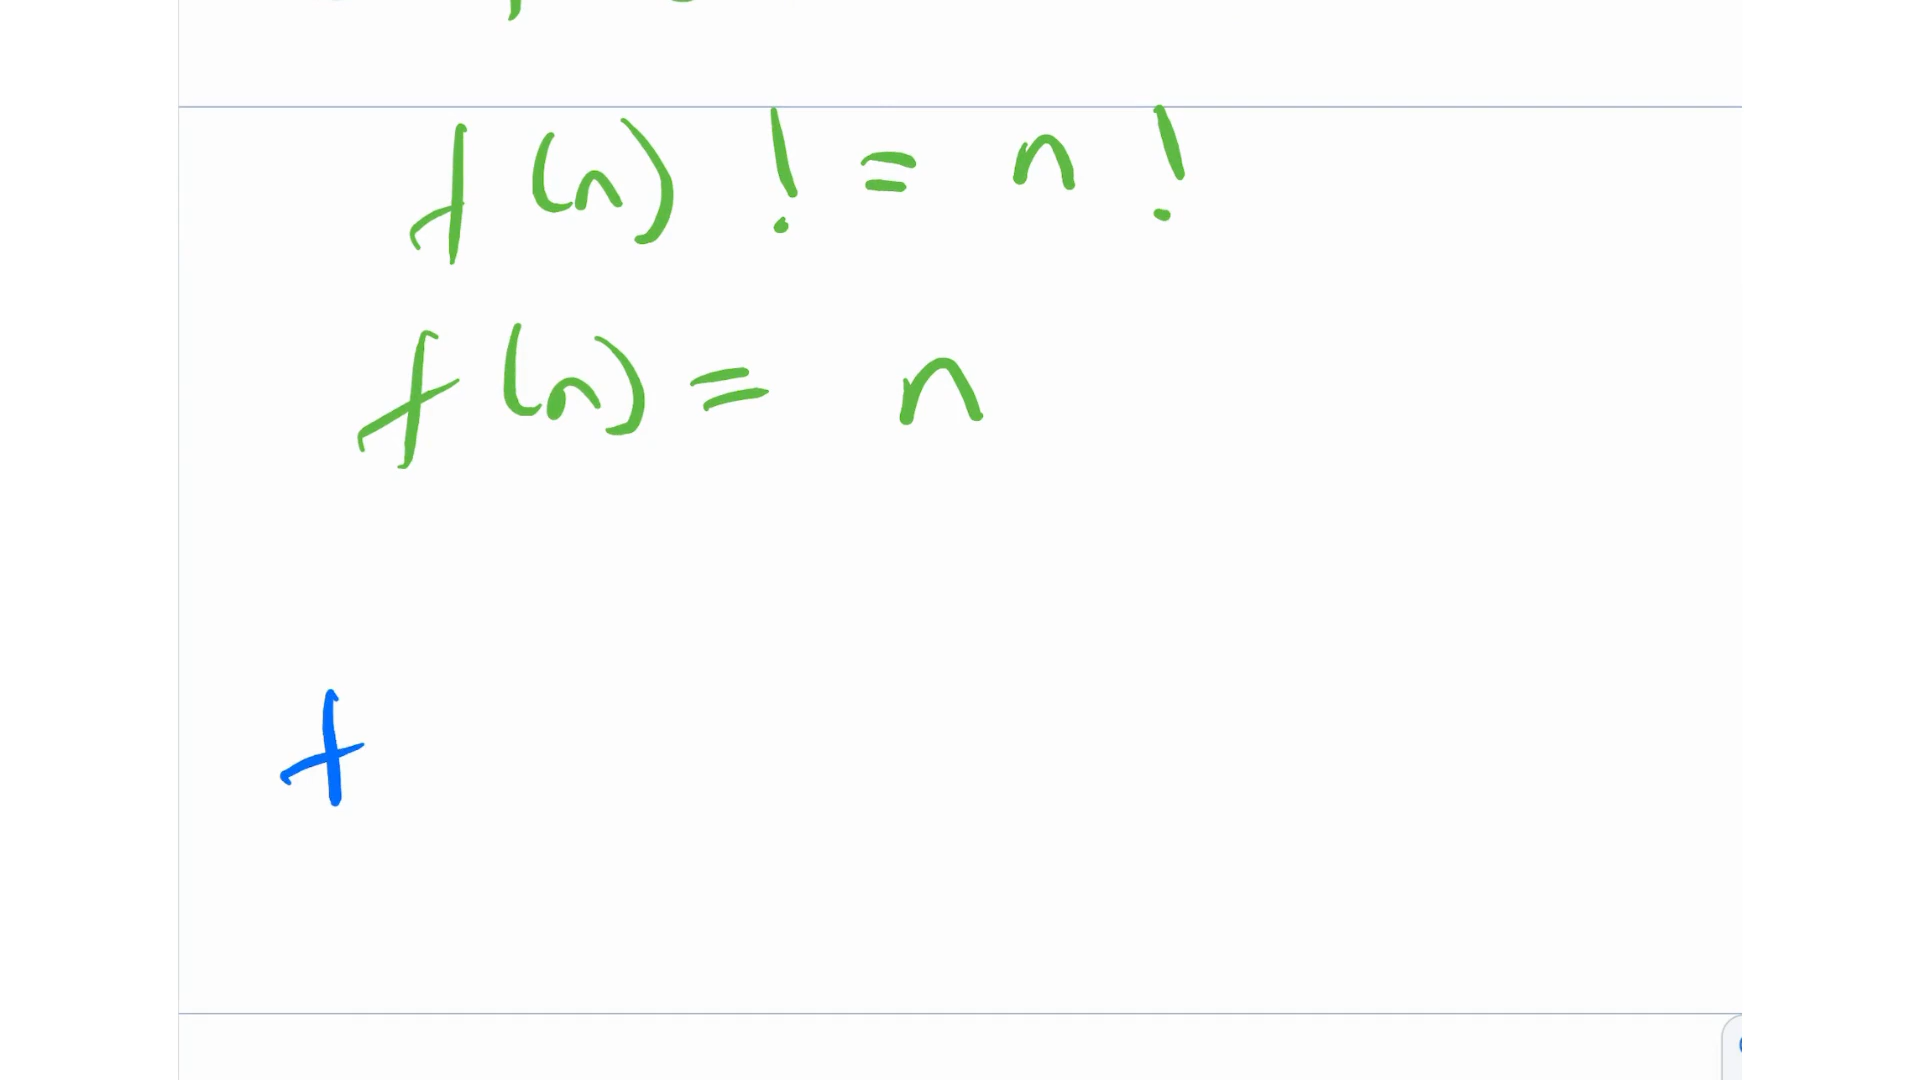 f(n)! = n!
f(n) = n
f